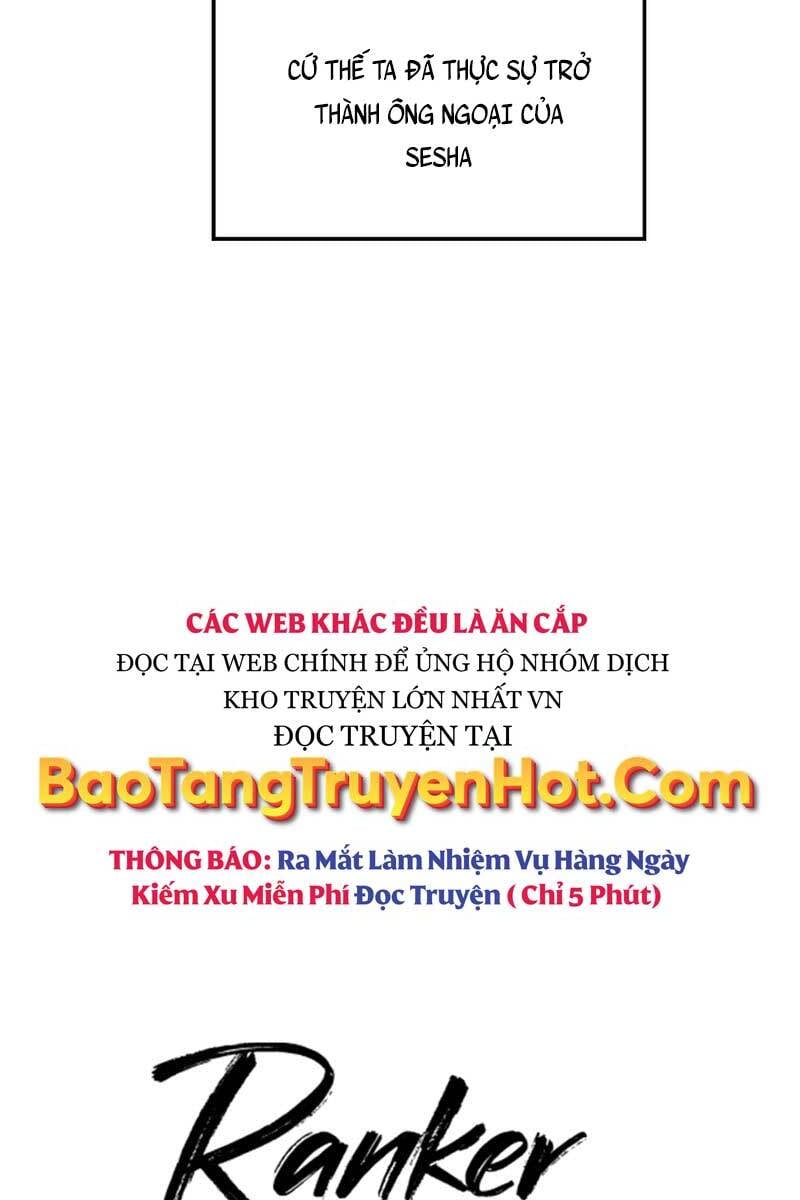 CỨ THẾ TA ĐÃ THỰC SỰ TRỞ
THÀNH ÔNG NGOẠI CỦA
SESHA
CÁC WEB KHÁC ĐỀU LÀ ĂN CẮP
ĐỌC TẠI WEB CHÍNH ĐỂ ỦNG HỘ NHÓM DỊCH
KHO TRUYỆN LỚN NHẤT VN
ĐỌC TRUYỆN TẠI
BaoTangTruyenHot.Com
THÔNG BÁO: Ra Mắt Làm Nhiệm Vụ Hàng Ngày
Kiếm Xu Miễn Phí Đọc Truyện ( Chỉ 5 Phút)
Ranker